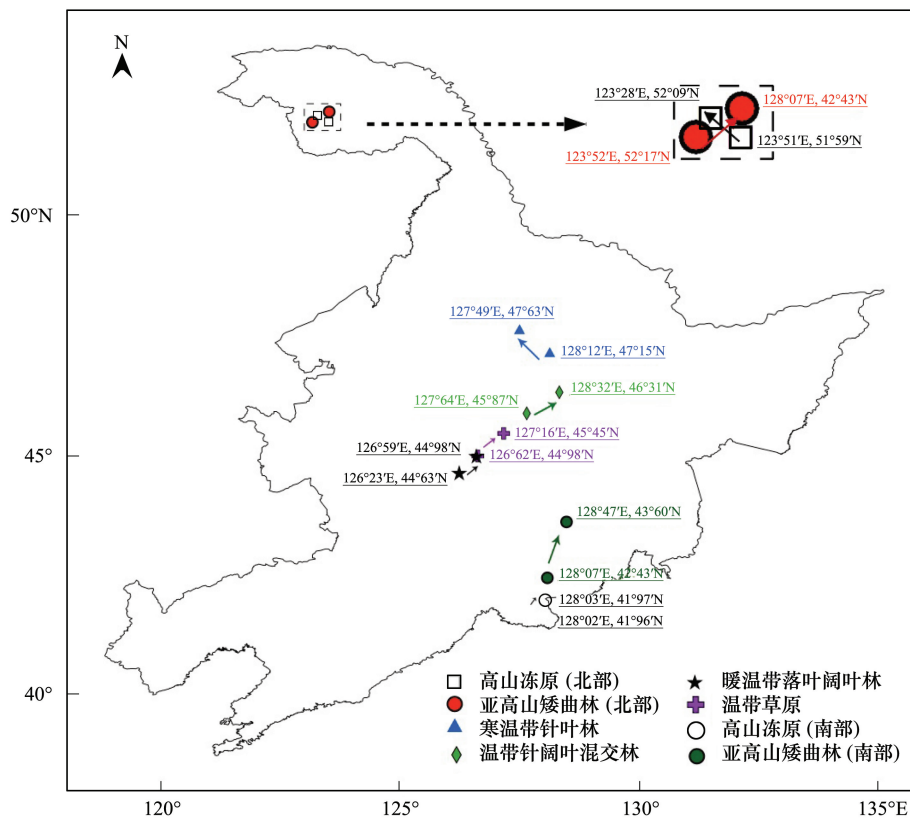 N
123°28′E, 52°09′N
128°07′E, 42°43′N
123°51′E, 51°59′N
123°52′E, 52°17′N
50°N
127°49′E, 47°63′N
128°12′E, 47°15′N
128°32′E, 46°31′N
127°64′E, 45°87′N
127°16′E, 45°45′N
126°59′E, 44°98′N
126°62′E, 44°98′N
45°
126°23′E, 44°63′N
128°47′E, 43°60′N
128°07′E, 42°43′N
128°03′E, 41°97′N
128°02′E, 41°96′N
高山冻原 (北部)
亚高山矮曲林 (北部)
寒温带针叶林
温带针阔叶混交林
暖温带落叶阔叶林
温带草原
高山冻原 (南部)
亚高山矮曲林 (南部)
40°
120°
125°
130°
135°E